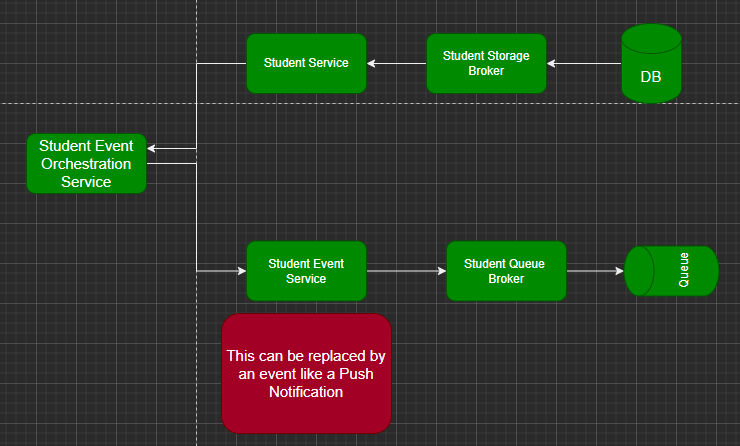 Student Service
Student Storage
Broker
DB
Student Event
Orchestration
Service
Student Event
Service
Student Queue
Broker
Queue
This can be replaced by
an event like a Push
Notification